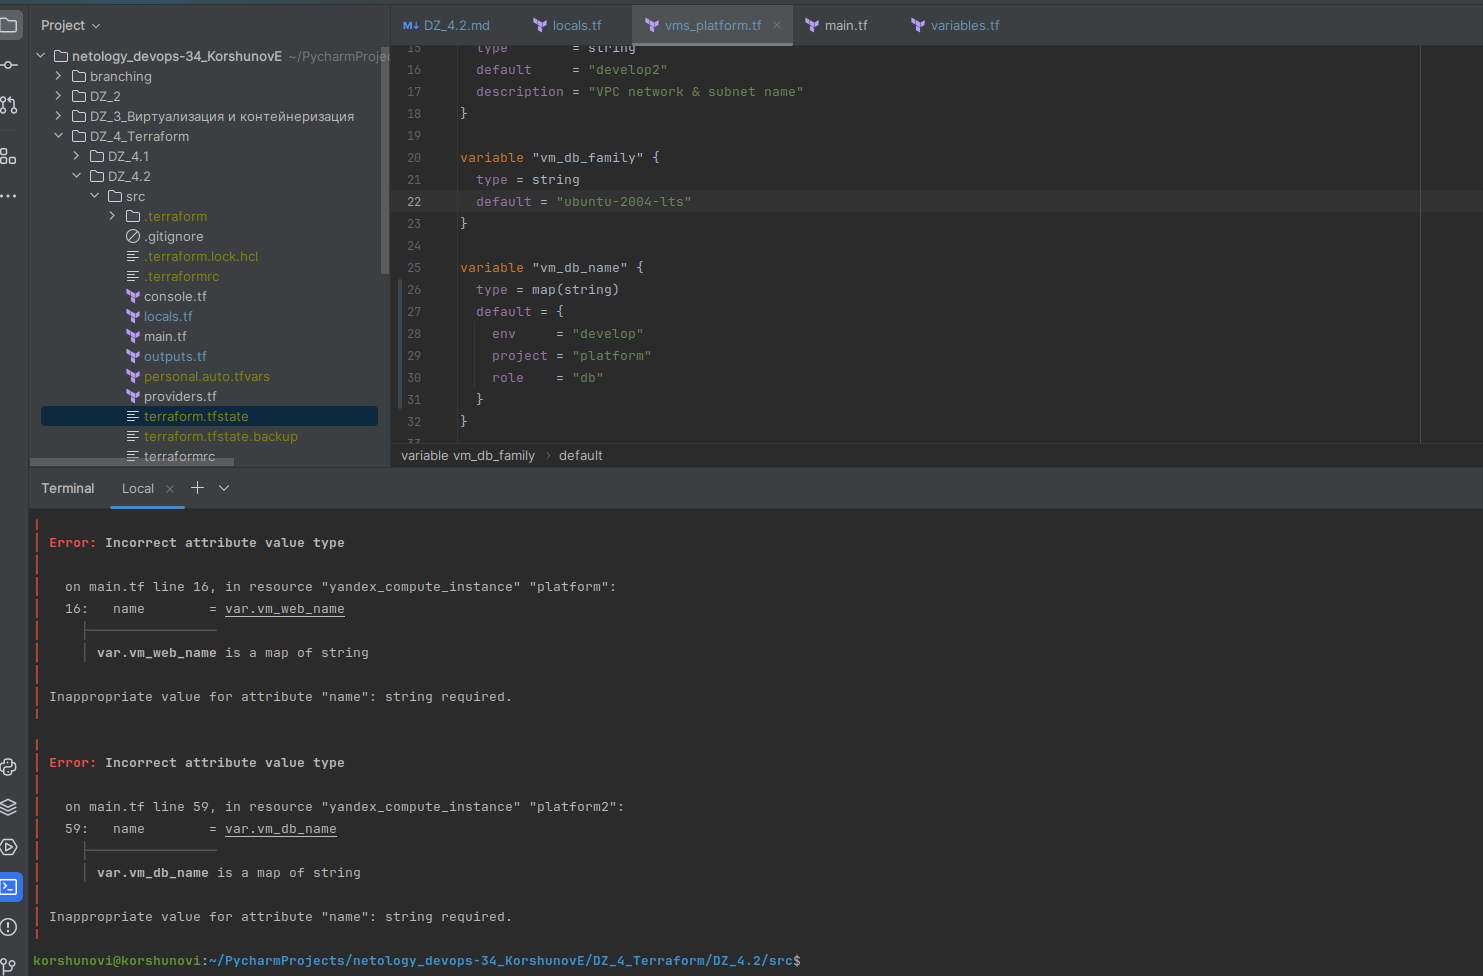 Project
netology_devops-34_KorshunovE ~/PycharmProjec
branching
DZ_2
DZ_3_Виртуализация и контейнеризация
DZ_4_Terraform
DZ_4.1
DZ_4.2
src
.terraform
.gitignore
.terraform.lock.hcl
.terraformrc
console.tf
locals.tf
main.tf
outputs.tf
personal.auto.tfvars
providers.tf
terraform.tfstate
terraform.tfstate.backup
terraformrc
M↓ DZ_4.2.md locals.tf vms_platform.tf × main.tf variables.tf
15 type = string
16 default = "develop2"
17 description = "VPC network & subnet name"
18 }
19
20 variable "vm_db_family" {
21 type = string
22 default = "ubuntu-2004-lts"
23 }
24
25 variable "vm_db_name" {
26 type = map(string)
27 default = {
28 env = "develop"
29 project = "platform"
30 role = "db"
31 }
32 }
33
variable vm_db_family › default
Terminal Local × +
Error: Incorrect attribute value type
on main.tf line 16, in resource "yandex_compute_instance" "platform":
16: name = var.vm_web_name
var.vm_web_name is a map of string
Inappropriate value for attribute "name": string required.
Error: Incorrect attribute value type
on main.tf line 59, in resource "yandex_compute_instance" "platform2":
59: name = var.vm_db_name
var.vm_db_name is a map of string
Inappropriate value for attribute "name": string required.
korshunovi@korshunovi:~/PycharmProjects/netology_devops-34_KorshunovE/DZ_4_Terraform/DZ_4.2/src$